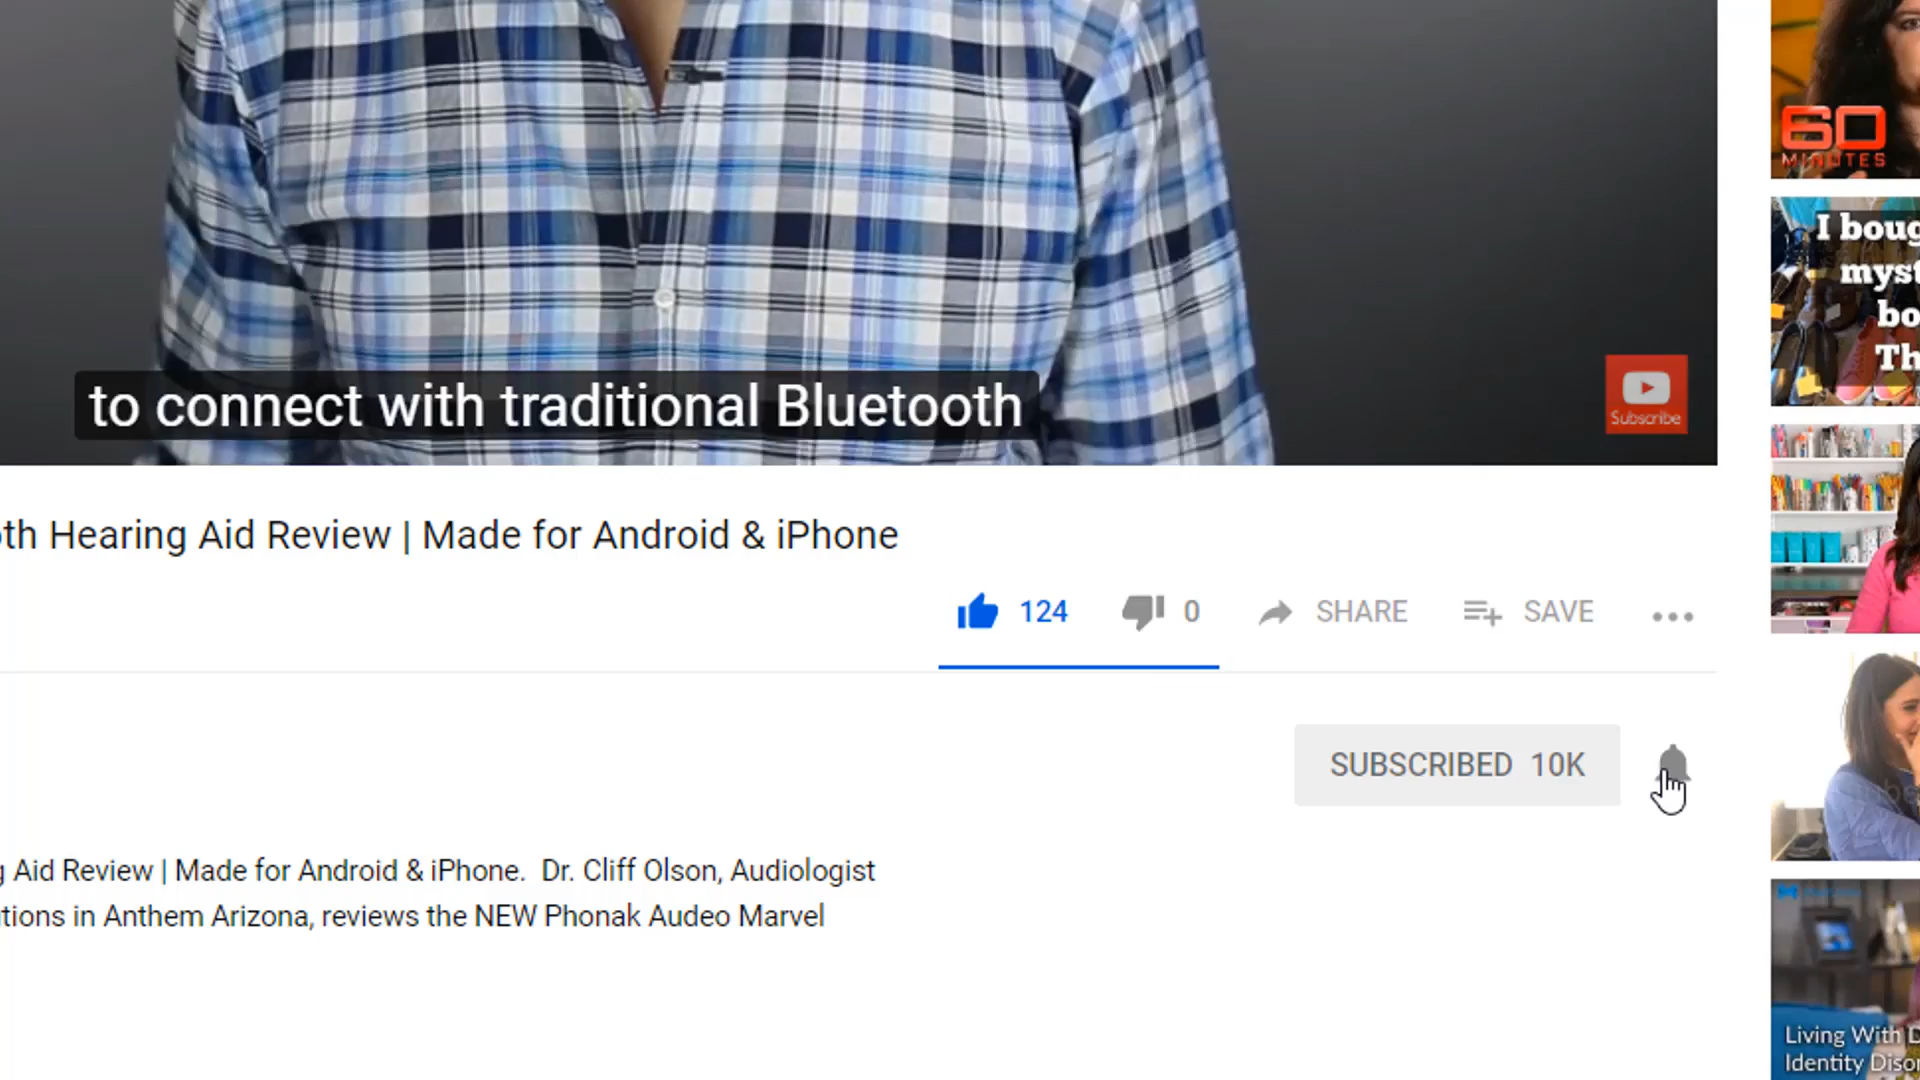 60
MINUTES
I boug
myst
bo
Th
to connect with traditional Bluetooth
Subscribe
oth Hearing Aid Review | Made for Android & iPhone
124 0 SHARE SAVE
SUBSCRIBED 10K
g Aid Review | Made for Android & iPhone. Dr. Cliff Olson, Audiologist
tions in Anthem Arizona, reviews the NEW Phonak Audeo Marvel
Living With D
Identity Disor